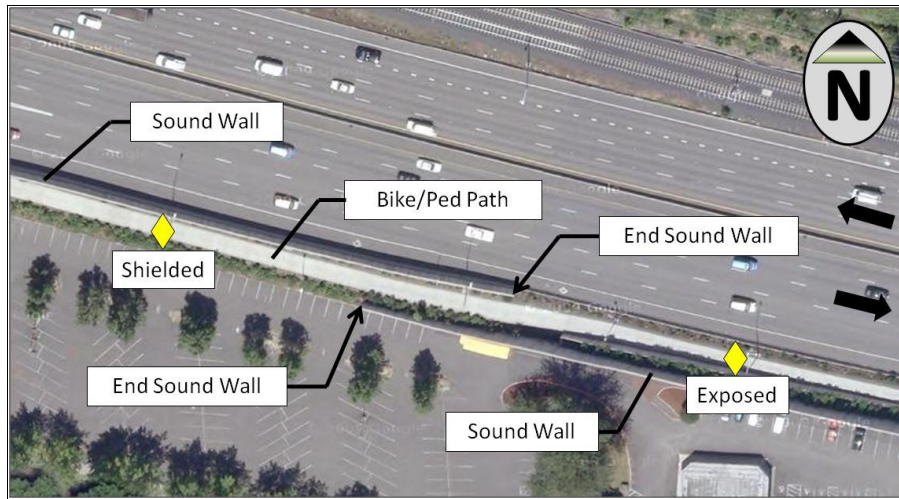 N
Sound Wall
Bike/Ped Path
End Sound Wall
Shielded
End Sound Wall
Exposed
Sound Wall